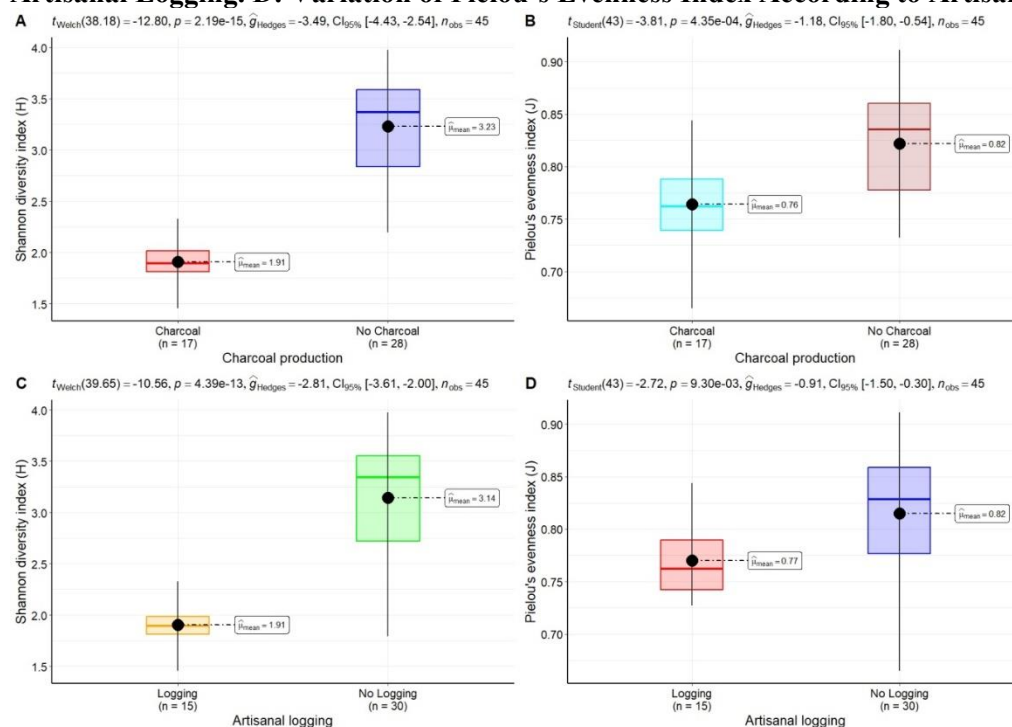 Artisanal Logging. D: Variation of Pielou's Evenness Index According to Artisan
A
t Welch(38.18) = -12.80, p = 2.19e-15, ĝ Hedges = -3.49, CI95% [-4.43, -2.54], nobs = 45
Shannon diversity index (H)
4.0
3.5
3.0
2.5
2.0
1.5
μ̂mean = 1.91
μ̂mean = 3.23
Charcoal
(n = 17)
No Charcoal
(n = 28)
Charcoal production
B
t Student(43) = -3.81, p = 4.35e-04, ĝ Hedges = -1.18, CI95% [-1.80, -0.54], nobs = 45
Pielou's evenness index (J)
0.90
0.85
0.80
0.75
0.70
μ̂mean = 0.76
μ̂mean = 0.82
Charcoal
(n = 17)
No Charcoal
(n = 28)
Charcoal production
C
t Welch(39.65) = -10.56, p = 4.39e-13, ĝ Hedges = -2.81, CI95% [-3.61, -2.00], nobs = 45
Shannon diversity index (H)
4.0
3.5
3.0
2.5
2.0
1.5
μ̂mean = 1.91
μ̂mean = 3.14
Logging
(n = 15)
No Logging
(n = 30)
Artisanal logging
D
t Student(43) = -2.72, p = 9.30e-03, ĝ Hedges = -0.91, CI95% [-1.50, -0.30], nobs = 45
Pielou's evenness index (J)
0.90
0.85
0.80
0.75
0.70
μ̂mean = 0.77
μ̂mean = 0.82
Logging
(n = 15)
No Logging
(n = 30)
Artisanal logging